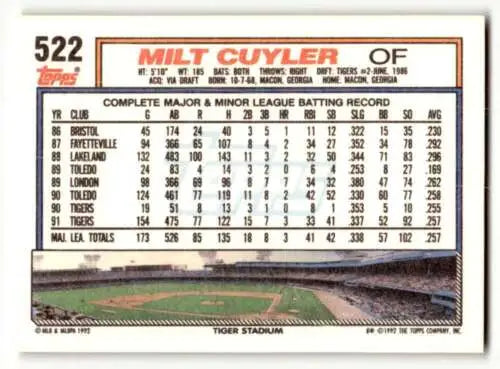 522 MILT CUYLER OF
Topps®
HT: 5'10" WT: 185 BATS: BOTH THROWS: RIGHT DRFT: TIGERS #2-JUNE, 1986
ACQ: VIA DRAFT BORN: 10-7-68, MACON, GEORGIA HOME: MACON, GEORGIA
COMPLETE MAJOR & MINOR LEAGUE BATTING RECORD
YR CLUB G AB R H 2B 3B HR RBI SB SLG BB SO AVG
86 BRISTOL 45 174 24 40 3 5 1 11 12 .322 15 35 .230
87 FAYETTEVILLE 94 366 65 107 8 4 2 34 27 .352 34 78 .292
88 LAKELAND 132 483 100 143 11 3 2 32 50 .344 71 83 .296
89 TOLEDO 24 83 4 14 3 2 0 6 4 .253 8 27 .169
89 LONDON 98 366 69 96 8 7 7 34 32 .380 47 74 .262
90 TOLEDO 124 461 77 119 11 8 2 42 52 .330 60 77 .258
90 TIGERS 19 51 8 13 3 1 0 8 1 .353 5 10 .255
91 TIGERS 154 475 77 122 15 7 3 33 41 .337 52 92 .257
MAJ. LEA. TOTALS 173 526 85 135 18 8 3 41 42 .338 57 102 .257
© MLB & MLBPA 1992 TIGER STADIUM © 1992 THE TOPPS COMPANY, INC.